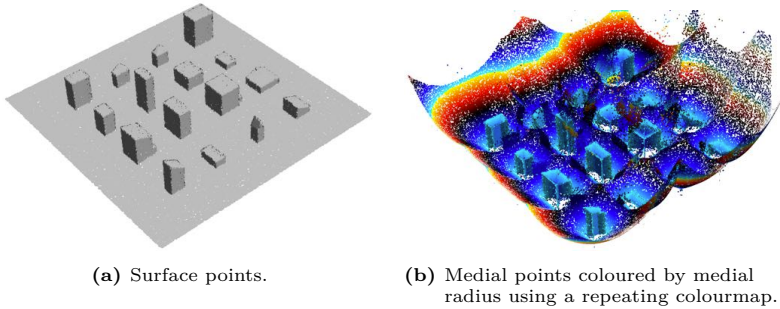 (a) Surface points.
(b) Medial points coloured by medial
radius using a repeating colourmap.